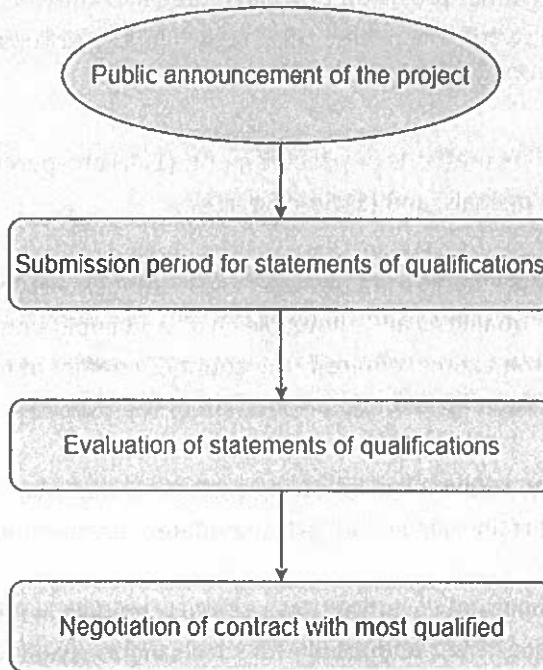 Public announcement of the project
Submission period for statements of qualifications
Evaluation of statements of qualifications
Negotiation of contract with most qualified